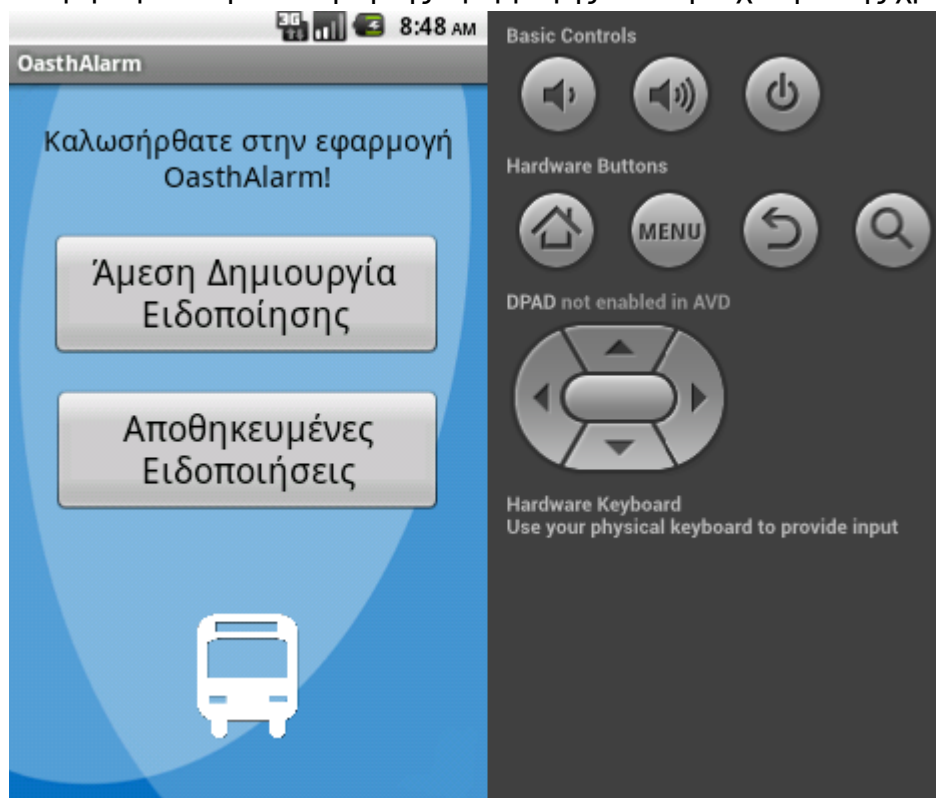 3G
8:48 AM
OasthAlarm
Καλωσήρθατε στην εφαρμογή
OasthAlarm!
Άμεση Δημιουργία
Ειδοποίησης
Αποθηκευμένες
Ειδοποιήσεις
Basic Controls
Hardware Buttons
MENU
DPAD not enabled in AVD
Hardware Keyboard
Use your physical keyboard to provide input